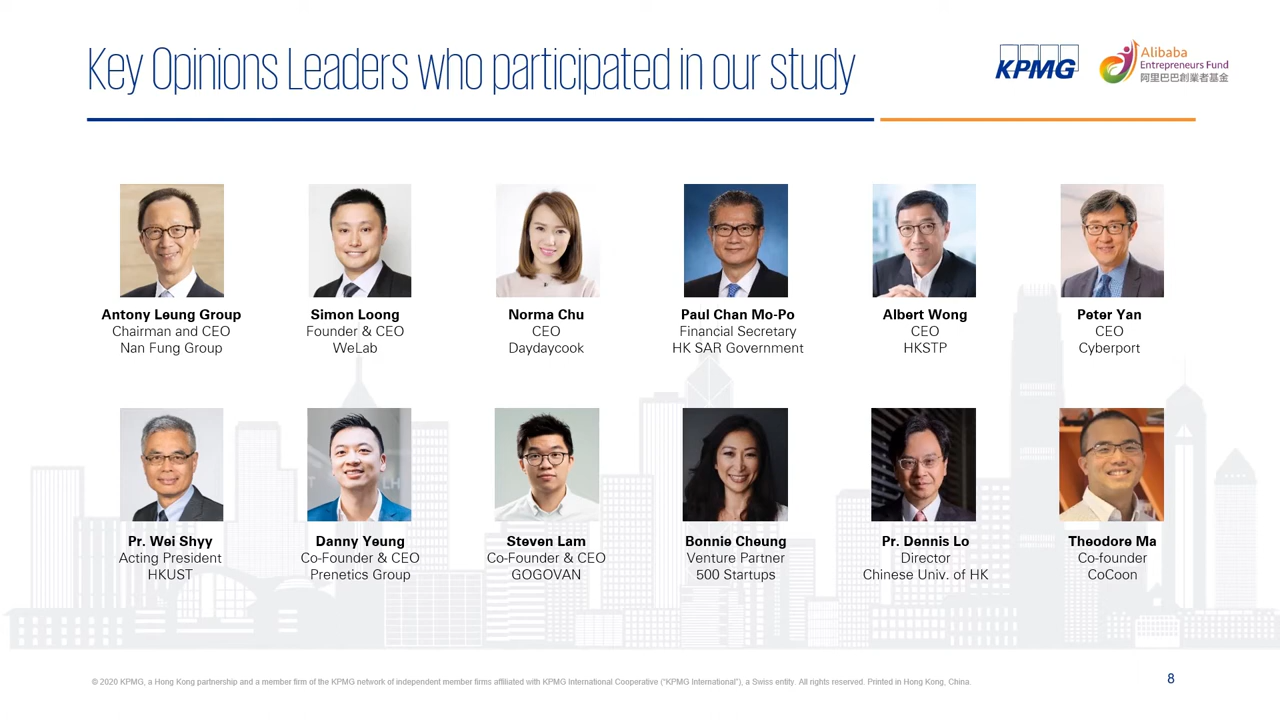 Key Opinions Leaders who participated in our study
KPMG
Alibaba
Entrepreneurs Fund
阿里巴巴創業者基金
Antony Leung Group
Chairman and CEO
Nan Fung Group
Simon Loong
Founder & CEO
WeLab
Norma Chu
CEO
Daydaycook
Paul Chan Mo-Po
Financial Secretary
HK SAR Government
Albert Wong
CEO
HKSTP
Peter Yan
CEO
Cyberport
Pr. Wei Shyy
Acting President
HKUST
Danny Yeung
Co-Founder & CEO
Prenetics Group
Steven Lam
Co-Founder & CEO
GOGOVAN
Bonnie Cheung
Venture Partner
500 Startups
Pr. Dennis Lo
Director
Chinese Univ. of HK
Theodore Ma
Co-founder
CoCoon
© 2020 KPMG, a Hong Kong partnership and a member firm of the KPMG network of independent member firms affiliated with KPMG International Cooperative ("KPMG International"), a Swiss entity. All rights reserved. Printed in Hong Kong, China.
8